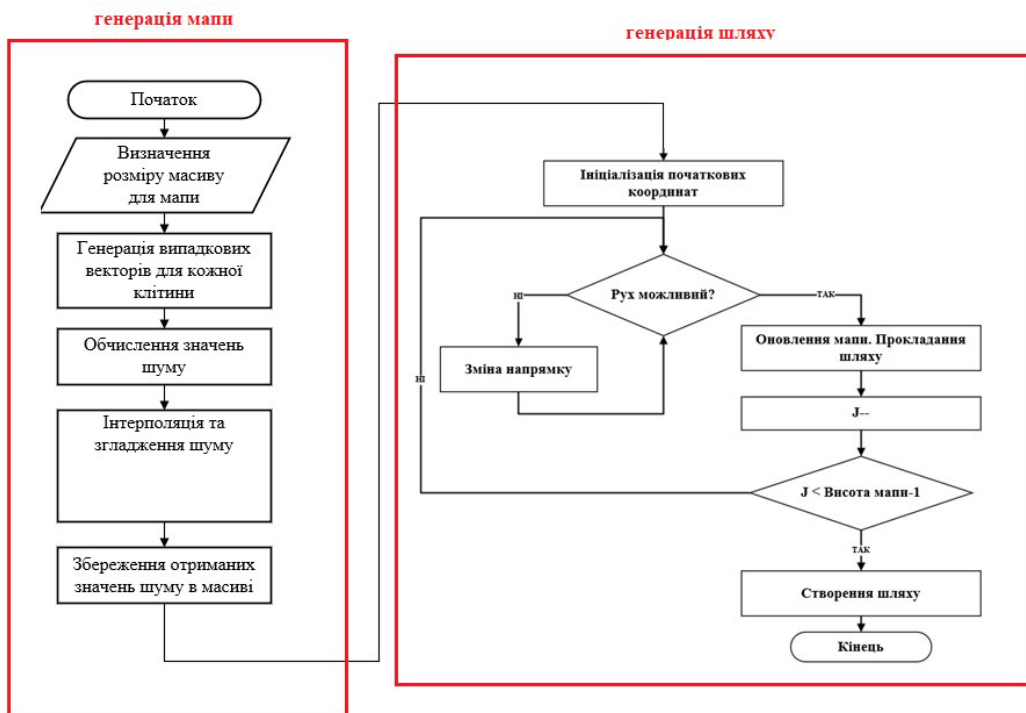 генерація мапи
Початок
Визначення
розміру масиву
для мапи
Генерація випадкових
векторів для кожної
клітини
Обчислення значень
шуму
Інтерполяція та
згладження шуму
Збереження отриманих
значень шуму в масиві
генерація шляху
Ініціалізація початкових
координат
Рух можливий?
НІ
ТАК
Зміна напрямку
Оновлення мапи. Прокладання
шляху
J--
НІ
J < Висота мапи-1
ТАК
Створення шляху
Кінець